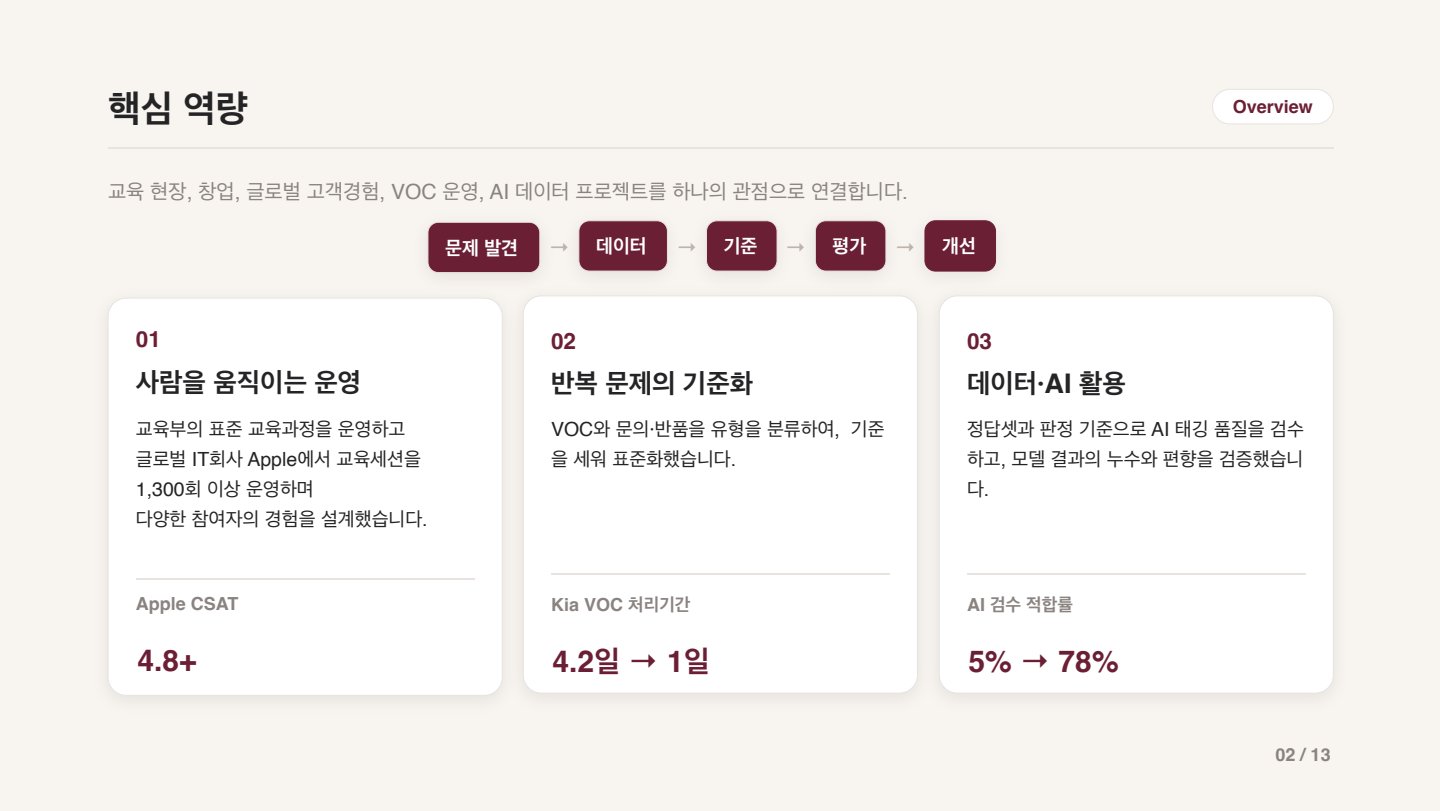 핵심 역량
Overview
교육 현장, 창업, 글로벌 고객경험, VOC 운영, AI 데이터 프로젝트를 하나의 관점으로 연결합니다.
문제 발견 → 데이터 → 기준 → 평가 → 개선
01
사람을 움직이는 운영
교육부의 표준 교육과정을 운영하고
글로벌 IT회사 Apple에서 교육세션을
1,300회 이상 운영하며
다양한 참여자의 경험을 설계했습니다.
Apple CSAT
4.8+
02
반복 문제의 기준화
VOC와 문의·반품을 유형을 분류하여,  기준
을 세워 표준화했습니다.
Kia VOC 처리기간
4.2일 → 1일
03
데이터·AI 활용
정답셋과 판정 기준으로 AI 태깅 품질을 검수
하고, 모델 결과의 누수와 편향을 검증했습니
다.
AI 검수 적합률
5% → 78%
02 / 13